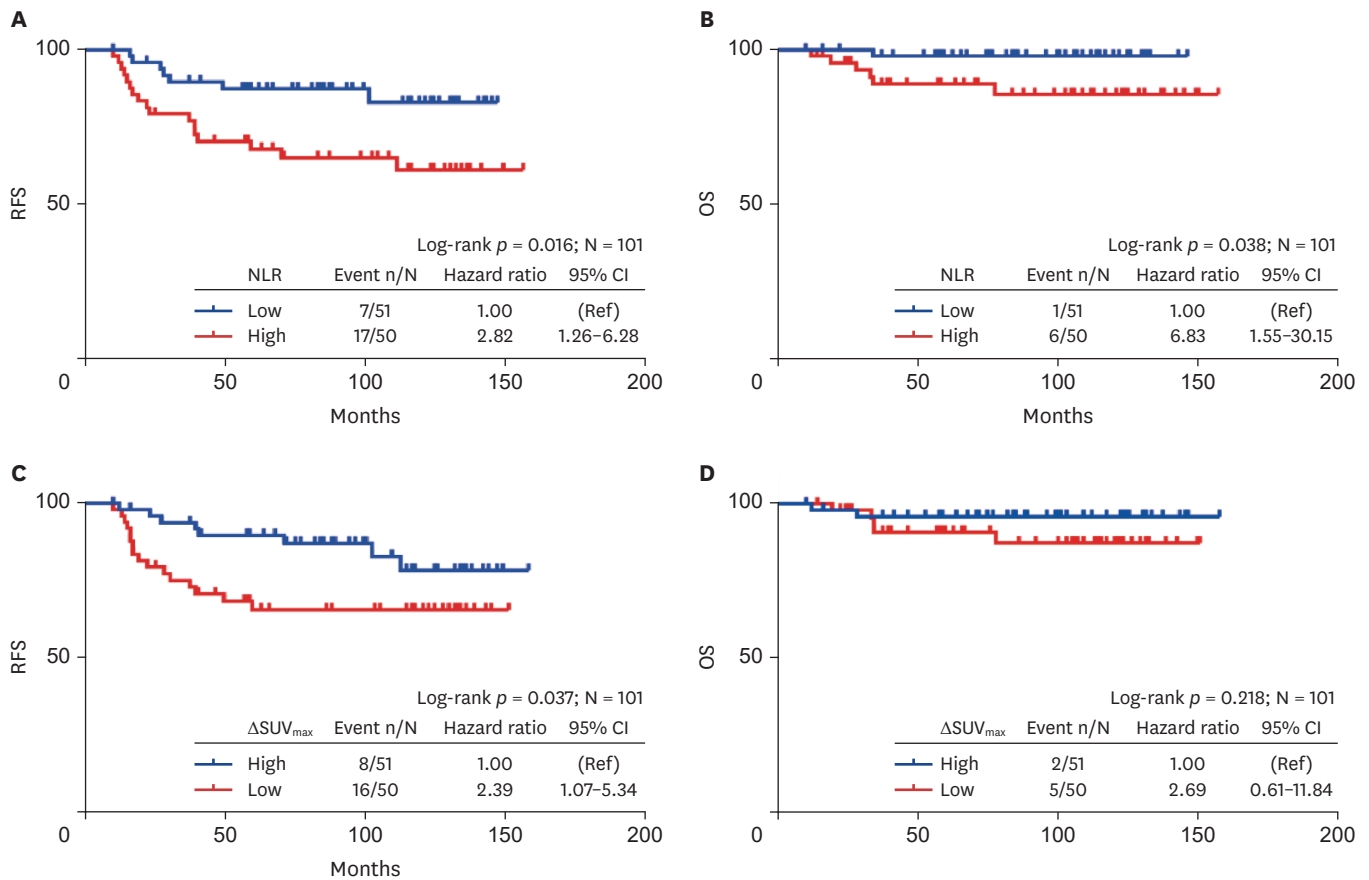 A
100
50
RFS
Log-rank p = 0.016; N = 101
NLR Event n/N Hazard ratio 95% CI
Low 7/51 1.00 (Ref)
High 17/50 2.82 1.26–6.28
0 50 100 150 200
Months
B
100
50
OS
Log-rank p = 0.038; N = 101
NLR Event n/N Hazard ratio 95% CI
Low 1/51 1.00 (Ref)
High 6/50 6.83 1.55–30.15
0 50 100 150 200
Months
C
100
50
RFS
Log-rank p = 0.037; N = 101
ΔSUVmax Event n/N Hazard ratio 95% CI
High 8/51 1.00 (Ref)
Low 16/50 2.39 1.07–5.34
0 50 100 150 200
Months
D
100
50
OS
Log-rank p = 0.218; N = 101
ΔSUVmax Event n/N Hazard ratio 95% CI
High 2/51 1.00 (Ref)
Low 5/50 2.69 0.61–11.84
0 50 100 150 200